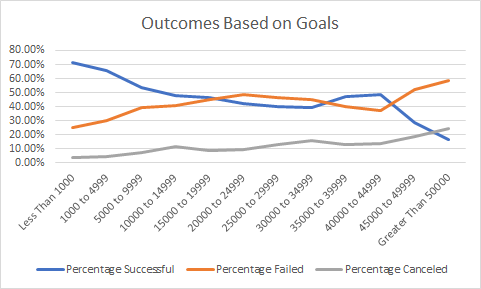 Outcomes Based on Goals
80.00%
70.00%
60.00%
50.00%
40.00%
30.00%
20.00%
10.00%
0.00%
Less Than 1000
1000 to 4999
5000 to 9999
10000 to 14999
15000 to 19999
20000 to 24999
25000 to 29999
30000 to 34999
35000 to 39999
40000 to 44999
45000 to 49999
Greater Than 50000
Percentage Successful Percentage Failed Percentage Canceled